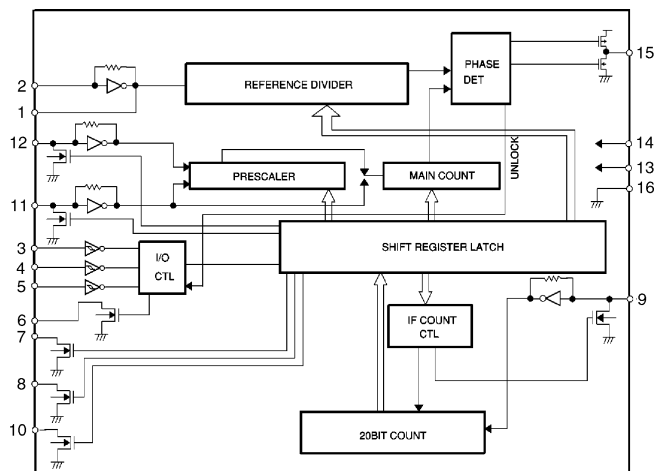 15
PHASE
DET
2
REFERENCE DIVIDER
1
UNLOCK
12
14
13
PRESCALER
MAIN COUNT
16
11
3
SHIFT REGISTER LATCH
I/O
CTL
4
5
9
6
IF COUNT
CTL
7
8
10
20BIT COUNT